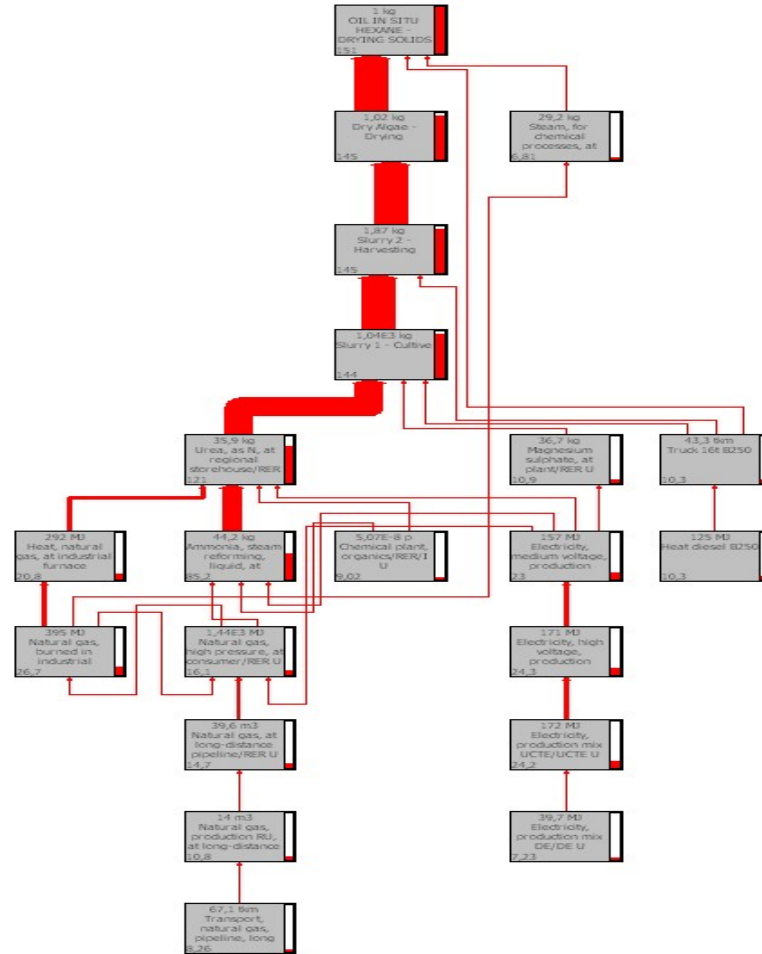 1 kg
OIL IN SITU
HEXANE -
DRYING SOLIDS
151
1,02 kg
Dry Algae -
Drying
145
29,2 kg
Steam, for
chemical
processes, at
6,81
1,87 kg
Slurry 2 -
Harvesting
145
1,04E3 kg
Slurry 1 - Cultive
144
35,9 kg
Urea, as N, at
regional
storehouse/RER
121
36,7 kg
Magnesium
sulphate, at
plant/RER U
10,9
43,3 tkm
Truck 16t B250
10,3
292 MJ
Heat, natural
gas, at industrial
furnace
20,8
44,2 kg
Ammonia, steam
reforming,
liquid, at
85,2
5,07E-8 p
Chemical plant,
organics/RER/I
U
9,02
157 MJ
Electricity,
medium voltage,
production
23
125 MJ
Heat diesel B250
10,3
395 MJ
Natural gas,
burned in
industrial
26,7
1,44E3 MJ
Natural gas,
high pressure, at
consumer/RER U
16,1
171 MJ
Electricity, high
voltage,
production
24,3
39,6 m3
Natural gas, at
long-distance
pipeline/RER U
14,7
172 MJ
Electricity,
production mix
UCTE/UCTE U
24,2
14 m3
Natural gas,
production RU,
at long-distance
10,8
39,7 MJ
Electricity,
production mix
DE/DE U
7,23
67,1 tkm
Transport,
natural gas,
pipeline, long
8,26